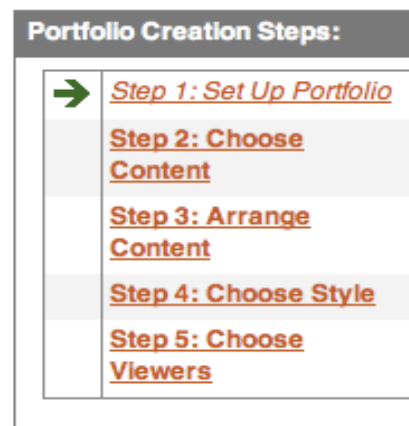 Portfolio Creation Steps:
Step 1: Set Up Portfolio
Step 2: Choose
Content
Step 3: Arrange
Content
Step 4: Choose Style
Step 5: Choose
Viewers